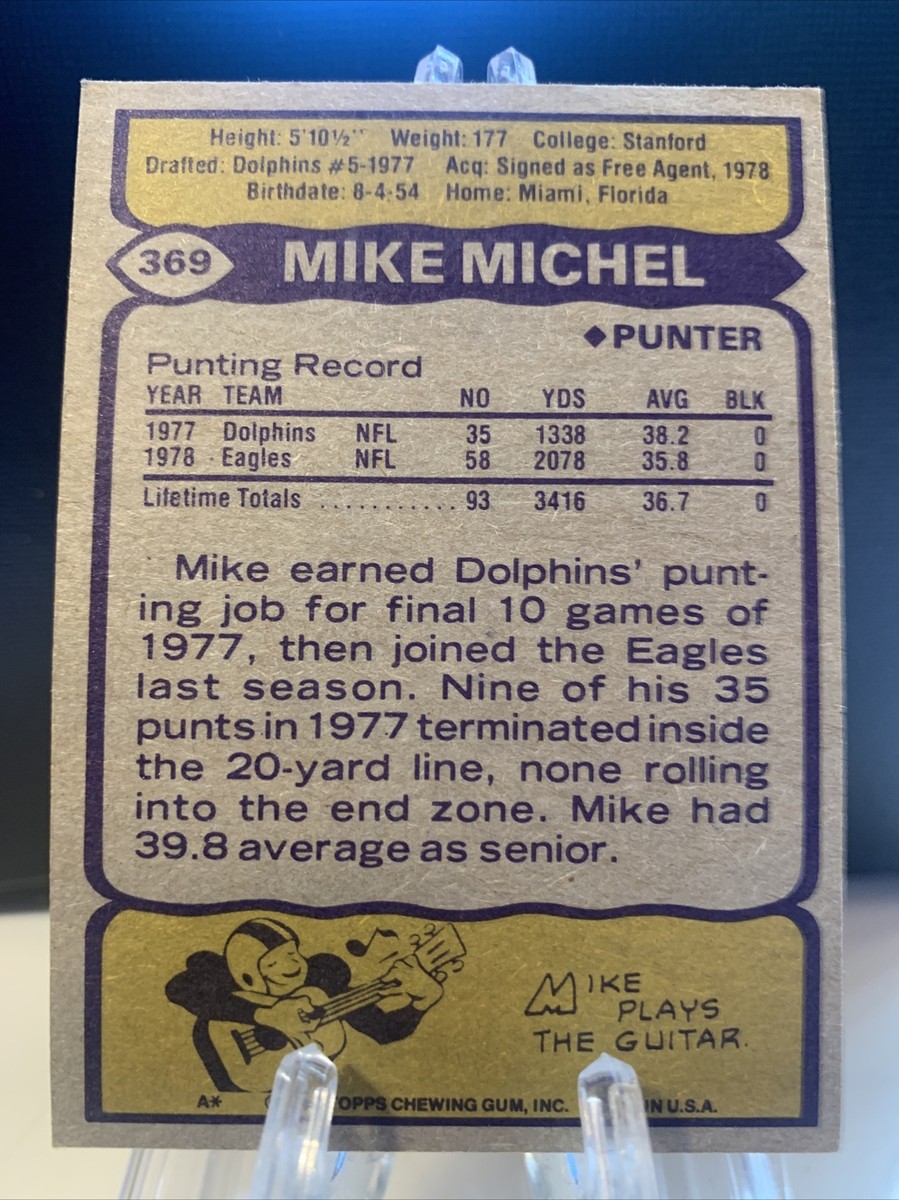 Height: 5'10½" Weight: 177 College: Stanford
Drafted: Dolphins #5-1977 Acq: Signed as Free Agent, 1978
Birthdate: 8-4-54 Home: Miami, Florida
369 MIKE MICHEL
◆PUNTER
Punting Record
YEAR TEAM NO YDS AVG BLK
1977 Dolphins NFL 35 1338 38.2 0
1978 Eagles NFL 58 2078 35.8 0
Lifetime Totals ............ 93 3416 36.7 0
Mike earned Dolphins' punt-
ing job for final 10 games of
1977, then joined the Eagles
last season. Nine of his 35
punts in 1977 terminated inside
the 20-yard line, none rolling
into the end zone. Mike had
39.8 average as senior.
MIKE
PLAYS
THE GUITAR.
A* OPPS CHEWING GUM, INC. IN U.S.A.